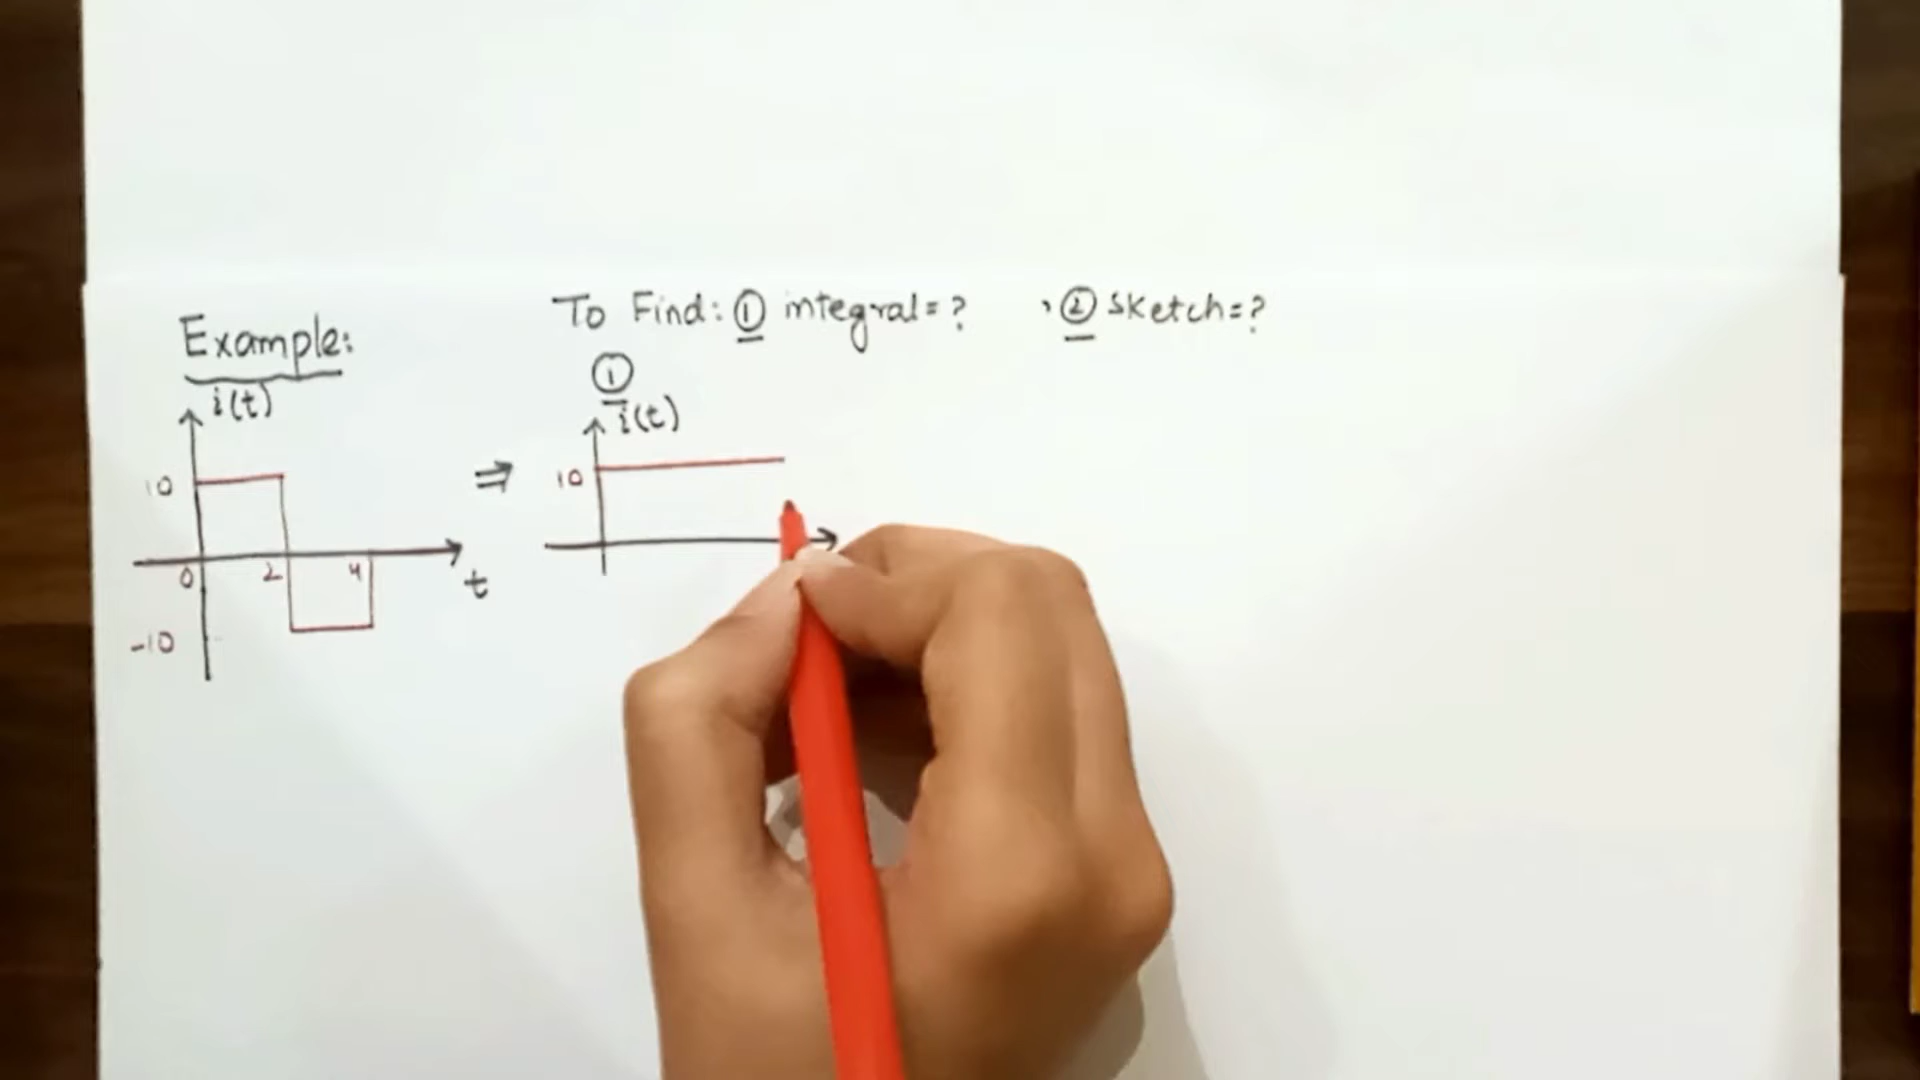 Example:
To Find: ① integral=? , ② Sketch=?
i(t)
10
0 2 4 t
-10
⇒
①
i(t)
10